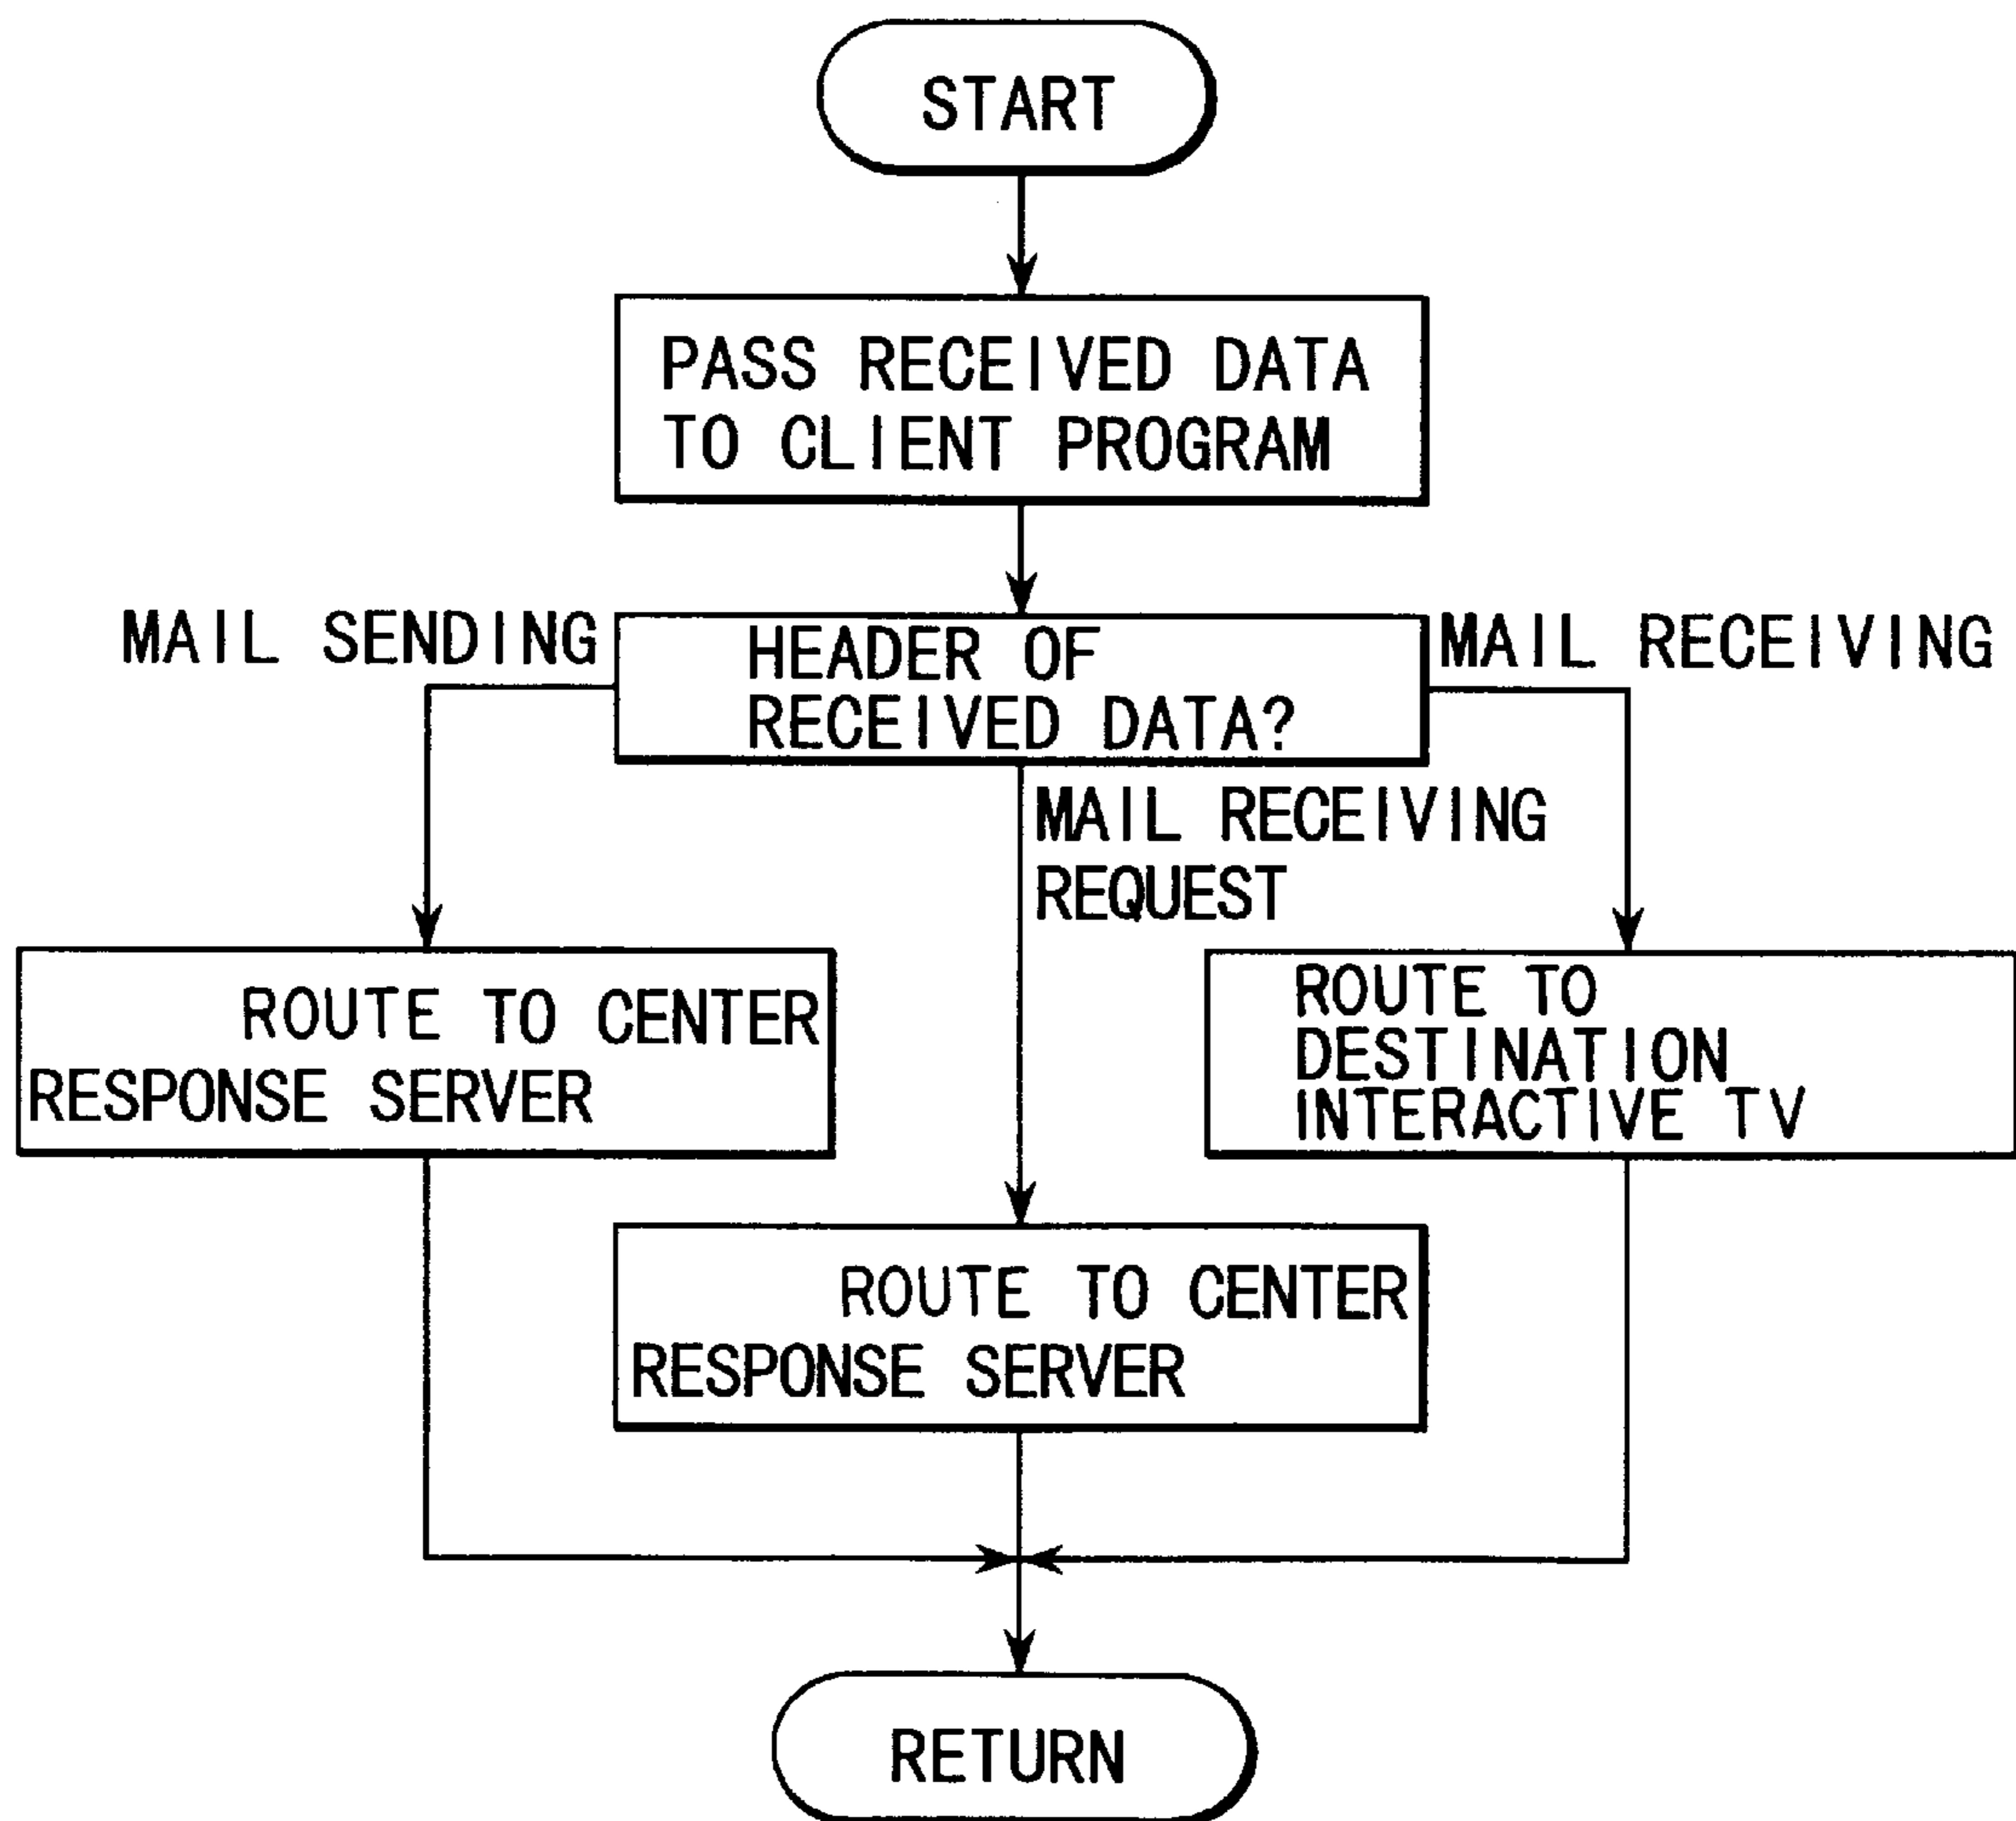 START
PASS RECEIVED DATA
TO CLIENT PROGRAM
MAIL SENDING
HEADER OF
RECEIVED DATA?
MAIL RECEIVING
MAIL RECEIVING
REQUEST
ROUTE TO CENTER
RESPONSE SERVER
ROUTE TO
DESTINATION
INTERACTIVE TV
ROUTE TO CENTER
RESPONSE SERVER
RETURN